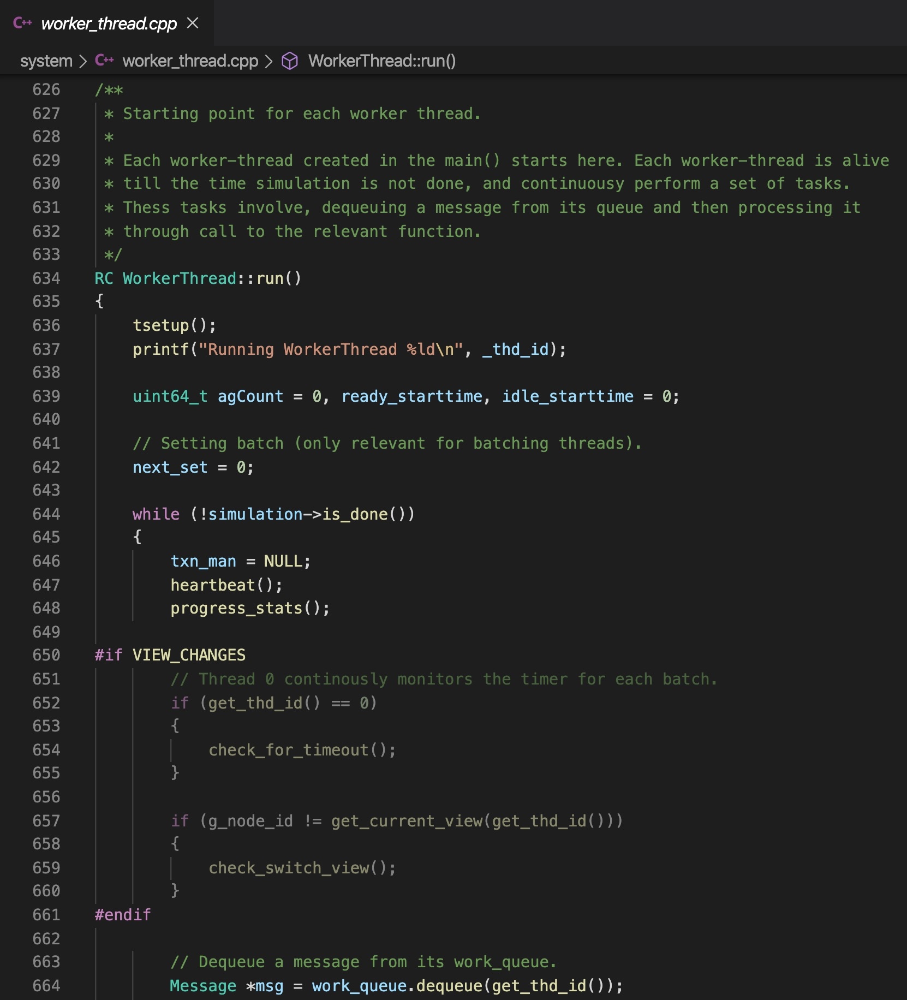 C++ worker_thread.cpp ×
system > C++ worker_thread.cpp > WorkerThread::run()
626 /**
627  * Starting point for each worker thread.
628  *
629  * Each worker-thread created in the main() starts here. Each worker-thread is alive
630  * till the time simulation is not done, and continuousy perform a set of tasks.
631  * Thess tasks involve, dequeuing a message from its queue and then processing it
632  * through call to the relevant function.
633  */
634 RC WorkerThread::run()
635 {
636     tsetup();
637     printf("Running WorkerThread %ld\n", _thd_id);
638
639     uint64_t agCount = 0, ready_starttime, idle_starttime = 0;
640
641     // Setting batch (only relevant for batching threads).
642     next_set = 0;
643
644     while (!simulation->is_done())
645     {
646         txn_man = NULL;
647         heartbeat();
648         progress_stats();
649
650 #if VIEW_CHANGES
651         // Thread 0 continously monitors the timer for each batch.
652         if (get_thd_id() == 0)
653         {
654             check_for_timeout();
655         }
656
657         if (g_node_id != get_current_view(get_thd_id()))
658         {
659             check_switch_view();
660         }
661 #endif
662
663         // Dequeue a message from its work_queue.
664         Message *msg = work_queue.dequeue(get_thd_id());